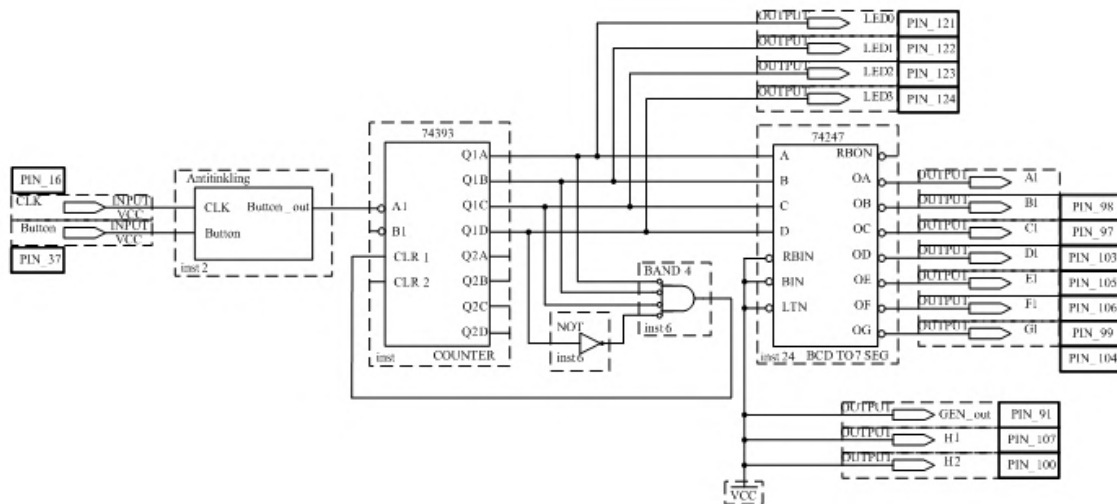 OUTPUT LED0 PIN_121
OUTPUT LED1 PIN_122
OUTPUT LED2 PIN_123
OUTPUT LED3 PIN_124
74393
74247
PIN_16
CLK INPUT
VCC
Button INPUT
VCC
PIN_37
Antitinkling
CLK Button_out
Button
inst 2
A1
B1
CLR 1
CLR 2
Q1A
Q1B
Q1C
Q1D
Q2A
Q2B
Q2C
Q2D
inst COUNTER
NOT
inst6
BAND 4
inst 6
A
B
C
D
RBIN
BIN
LTN
RBON
OA
OB
OC
OD
OE
OF
OG
inst 24 BCD TO7 SEG
OUTPUT A1
OUTPUT B1 PIN_98
OUTPUT C1 PIN_97
OUTPUT D1 PIN_103
OUTPUT E1 PIN_105
OUTPUT F1 PIN_106
OUTPUT G1 PIN_99
PIN_104
OUTPUT GEN_out PIN_91
OUTPUT H1 PIN_107
OUTPUT H2 PIN_100
VCC